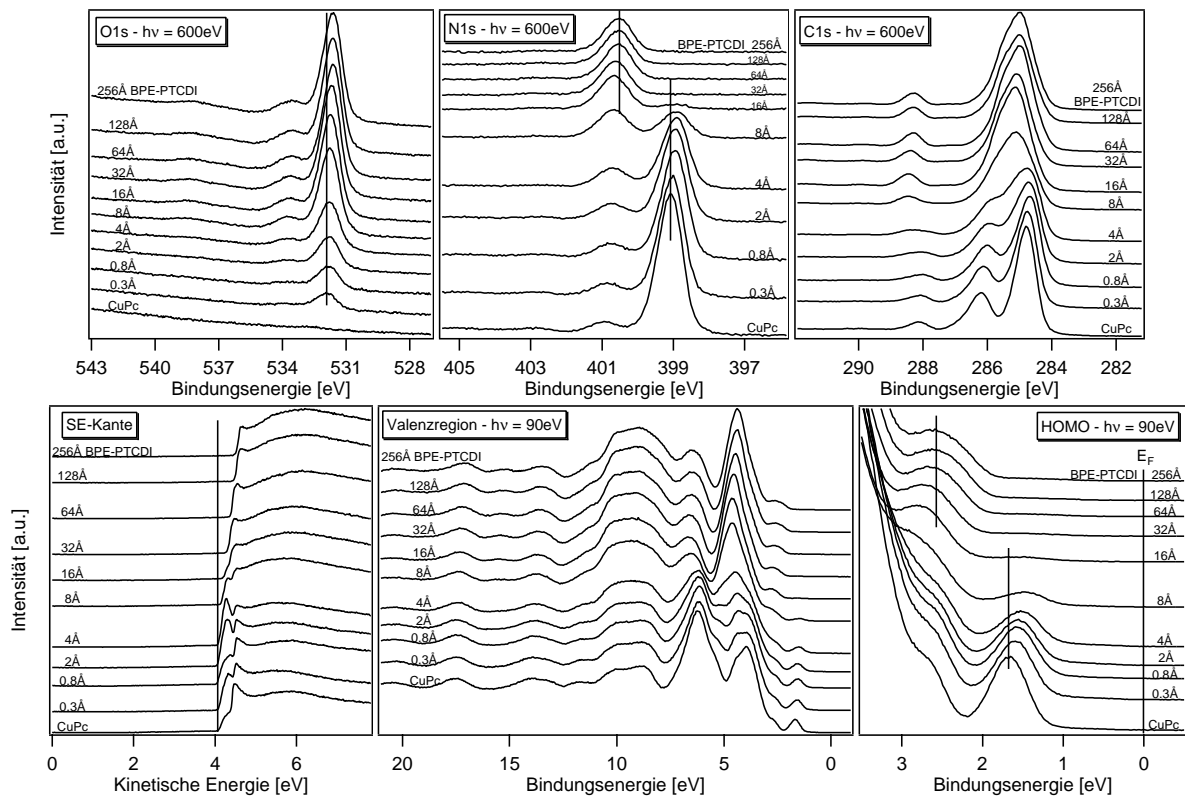 O1s - hν = 600eV
256Å BPE-PTCDI
128Å
64Å
32Å
16Å
8Å
4Å
2Å
0.8Å
0.3Å
CuPc
543 540 537 534 531 528
Bindungsenergie [eV]
Intensität [a.u.]
N1s - hν = 600eV
BPE-PTCDI 256Å
128Å
64Å
32Å
16Å
8Å
4Å
2Å
0.8Å
0.3Å
CuPc
405 403 401 399 397
Bindungsenergie [eV]
C1s - hν = 600eV
256Å
BPE-PTCDI
128Å
64Å
32Å
16Å
8Å
4Å
2Å
0.8Å
0.3Å
CuPc
290 288 286 284 282
Bindungsenergie [eV]
SE-Kante
256Å BPE-PTCDI
128Å
64Å
32Å
16Å
8Å
4Å
2Å
0.8Å
0.3Å
CuPc
0 2 4 6
Kinetische Energie [eV]
Intensität [a.u.]
Valenzregion - hν = 90eV
256Å BPE-PTCDI
128Å
64Å
32Å
16Å
8Å
4Å
2Å
0.8Å
0.3Å
CuPc
20 15 10 5 0
Bindungsenergie [eV]
HOMO - hν = 90eV
E_F
BPE-PTCDI 256Å
128Å
64Å
32Å
16Å
8Å
4Å
2Å
0.8Å
0.3Å
CuPc
3 2 1 0
Bindungsenergie [eV]